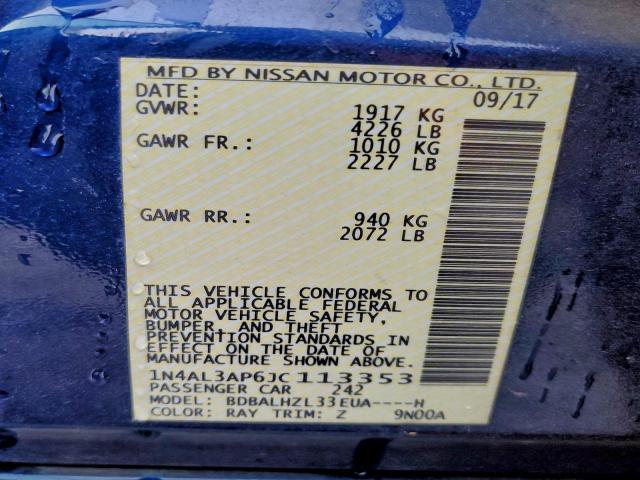 MFD BY NISSAN MOTOR CO., LTD.
DATE: 09/17
GVWR: 1917 KG
4226 LB
GAWR FR.: 1010 KG
2227 LB
GAWR RR.: 940 KG
2072 LB
THIS VEHICLE CONFORMS TO
ALL APPLICABLE FEDERAL
MOTOR VEHICLE SAFETY,
BUMPER, AND THEFT
PREVENTION STANDARDS IN
EFFECT ON THE DATE OF
MANUFACTURE SHOWN ABOVE.
1N4AL3AP6JC113353
PASSENGER CAR 242
MODEL: BDBALHZL33EUA----H
COLOR: RAY TRIM: Z 9N00A